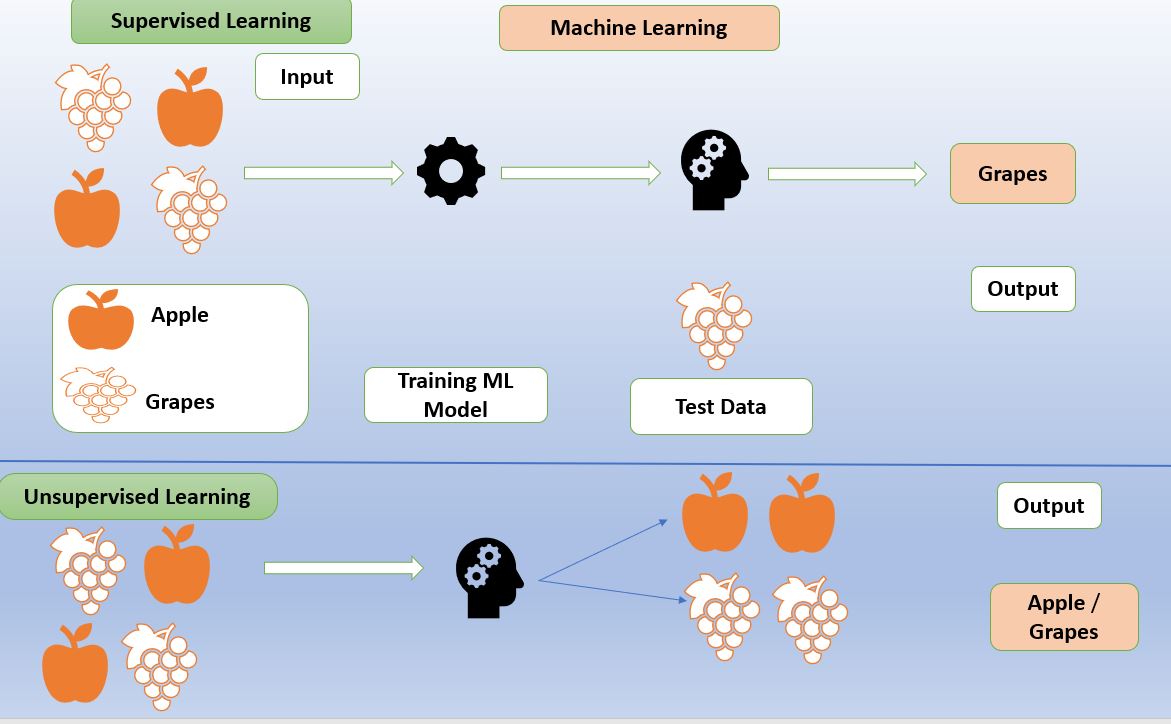 Supervised Learning
Machine Learning
Input
Grapes
Output
Apple
Grapes
Training ML
Model
Test Data
Unsupervised Learning
Output
Apple /
Grapes